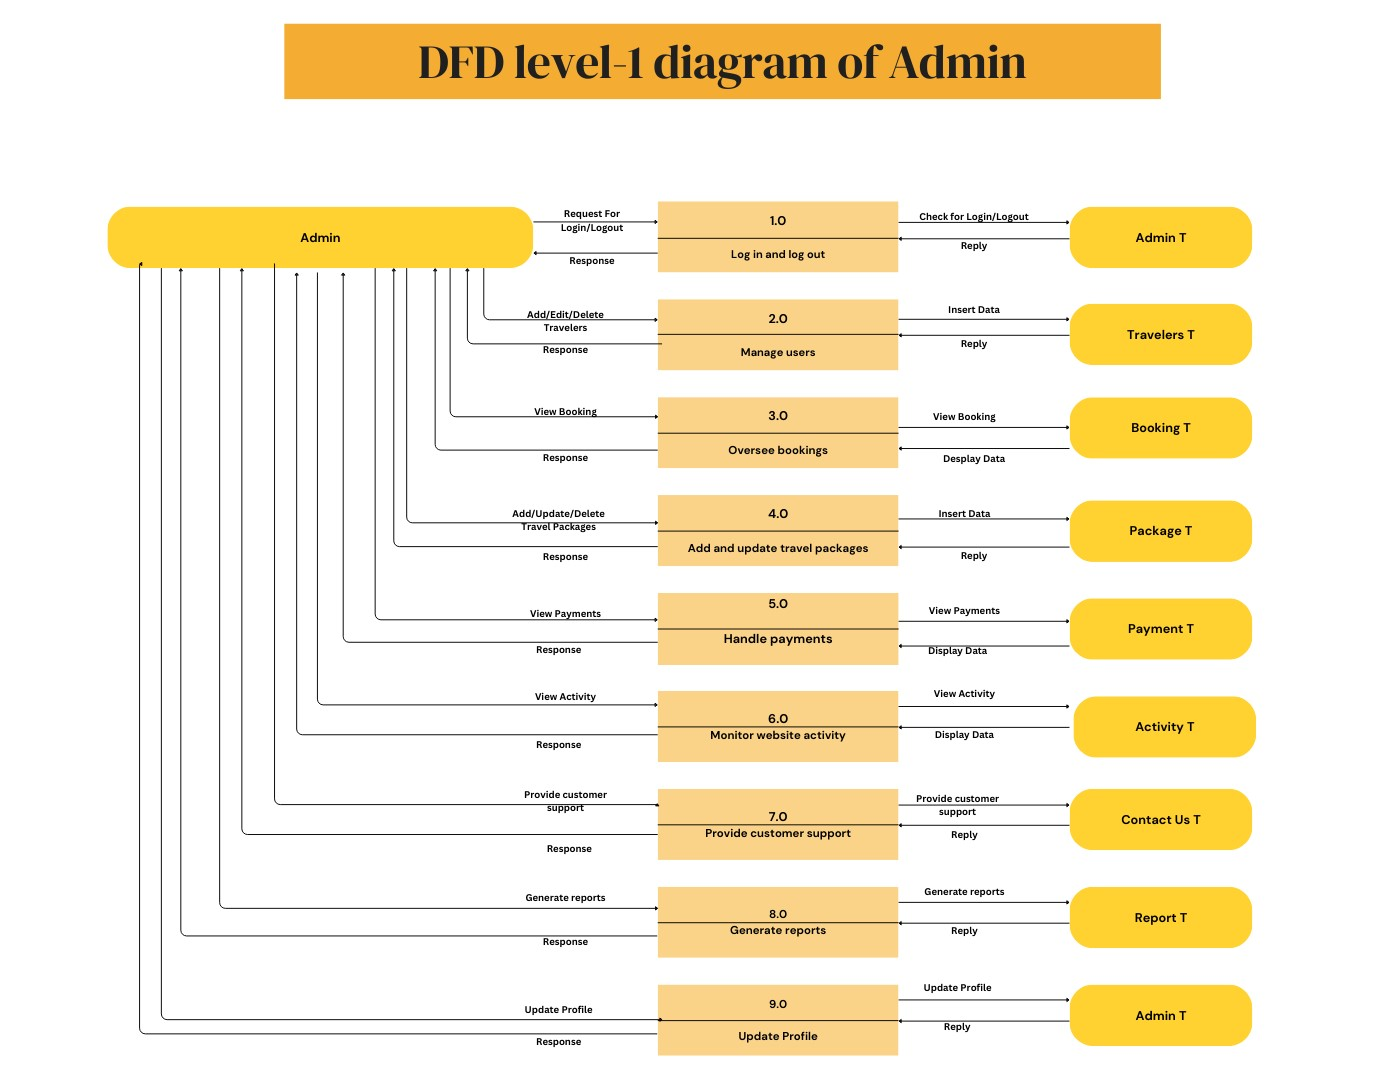 DFD level-1 diagram of Admin
Admin
Request For
Login/Logout
Response
1.0
Log in and log out
Check for Login/Logout
Reply
Admin T
Add/Edit/Delete
Travelers
Response
2.0
Manage users
Insert Data
Reply
Travelers T
View Booking
Response
3.0
Oversee bookings
View Booking
Desplay Data
Booking T
Add/Update/Delete
Travel Packages
Response
4.0
Add and update travel packages
Insert Data
Reply
Package T
View Payments
Response
5.0
Handle payments
View Payments
Display Data
Payment T
View Activity
Response
6.0
Monitor website activity
View Activity
Display Data
Activity T
Provide customer
support
Response
7.0
Provide customer support
Provide customer
support
Reply
Contact Us T
Generate reports
Response
8.0
Generate reports
Generate reports
Reply
Report T
Update Profile
Response
9.0
Update Profile
Update Profile
Reply
Admin T